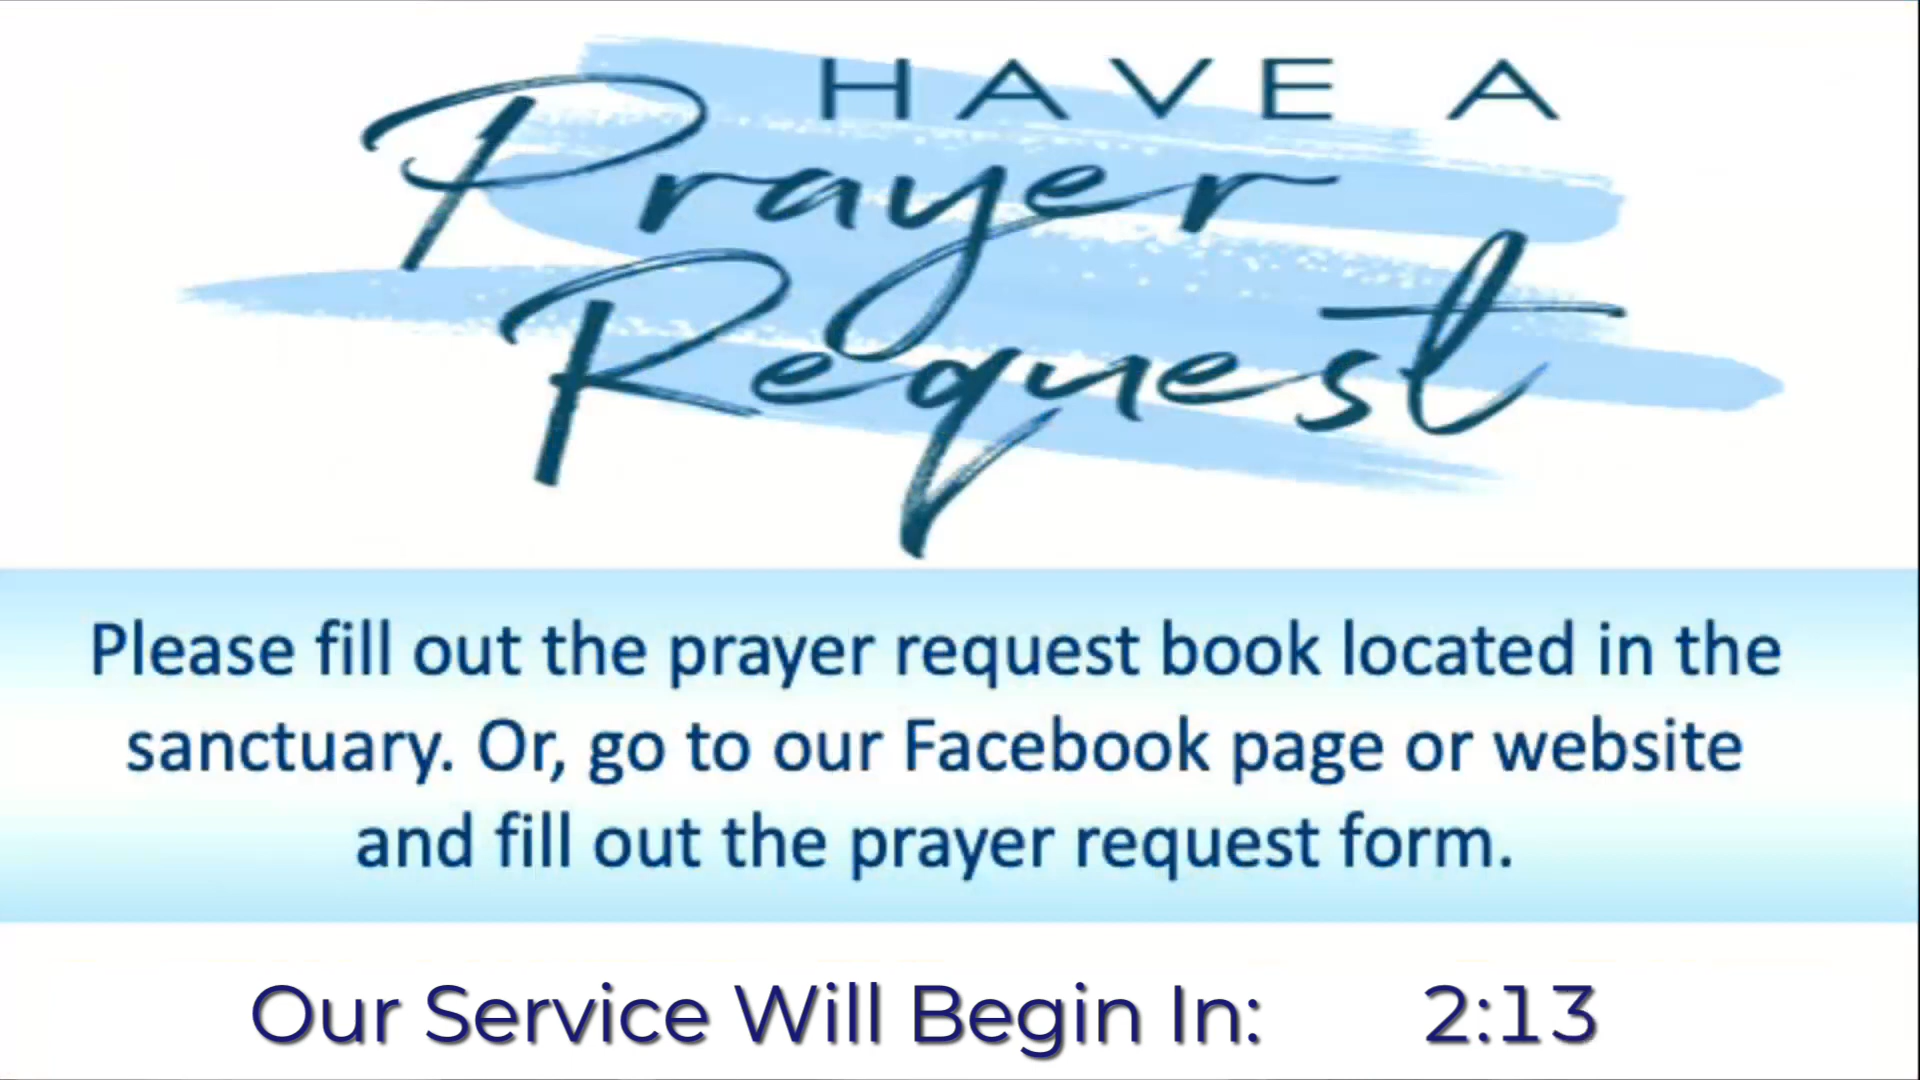 HAVE A
Prayer
Request
Please fill out the prayer request book located in the
sanctuary. Or, go to our Facebook page or website
and fill out the prayer request form.
Our Service Will Begin In: 2:13